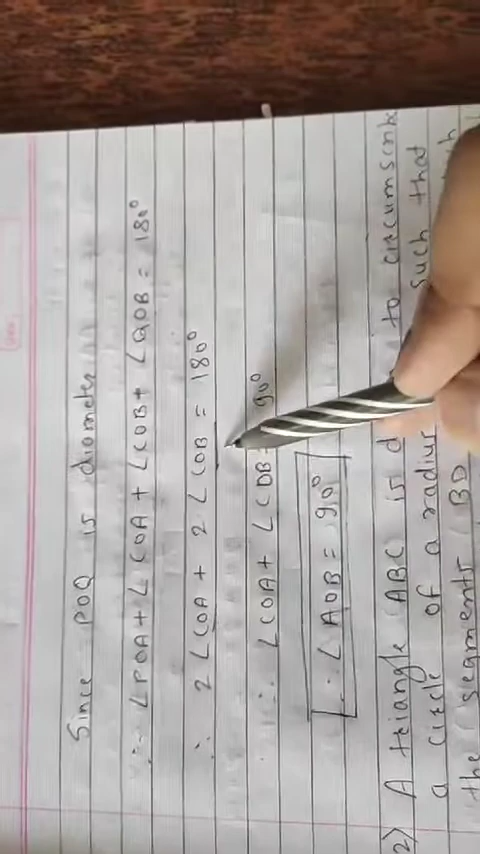 Since POQ is diameter
∴ ∠POA + ∠COA + ∠COB + ∠QOB = 180°
∴ 2∠COA + 2∠COB = 180°
∴ ∠COA + ∠COB 90°
∴ ∠AOB = 90°
2) A triangle ABC is d to circumscribe
a circle of a radius such that
the segments BD